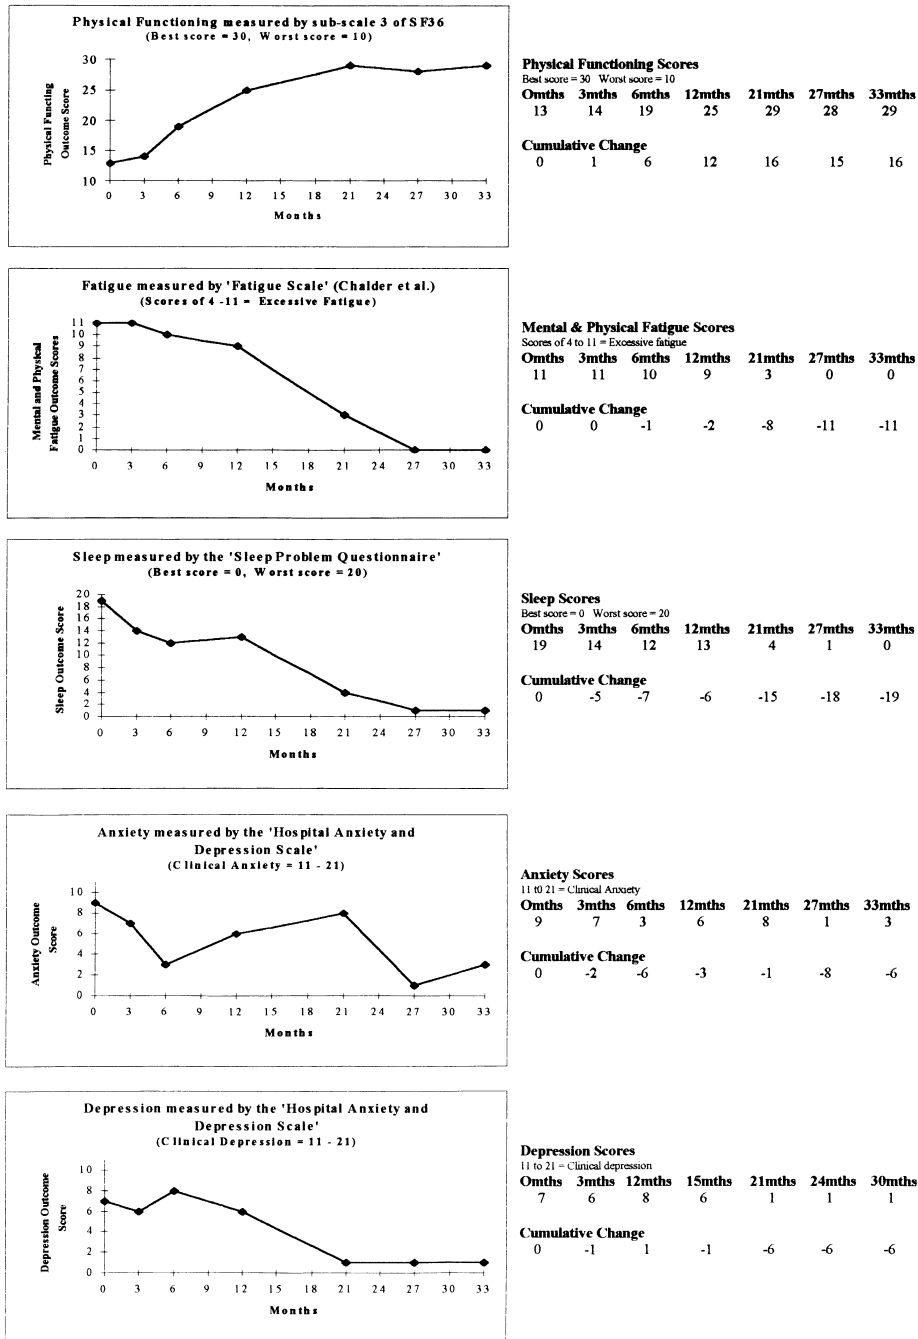 Physical Functioning measured by sub-scale 3 of SF36
(Best score = 30, Worst score = 10)
Physical Functing
Outcome Score
30
25
20
15
10
0 3 6 9 12 15 18 21 24 27 30 33
Months
Physical Functioning Scores
Best score = 30 Worst score = 10
0mths 3mths 6mths 12mths 21mths 27mths 33mths
13 14 19 25 29 28 29
Cumulative Change
0 1 6 12 16 15 16
Fatigue measured by 'Fatigue Scale' (Chalder et al.)
(Scores of 4 -11 = Excessive Fatigue)
Mental and Physical
Fatigue Outcome Scores
11
10
9
8
7
6
5
4
3
2
1
0
0 3 6 9 12 15 18 21 24 27 30 33
Months
Mental & Physical Fatigue Scores
Scores of 4 to 11 = Excessive fatigue
0mths 3mths 6mths 12mths 21mths 27mths 33mths
11 11 10 9 3 0 0
Cumulative Change
0 0 -1 -2 -8 -11 -11
Sleep measured by the 'Sleep Problem Questionnaire'
(Best score = 0, Worst score = 20)
Sleep Outcome Score
20
18
16
14
12
10
8
6
4
2
0
0 3 6 9 12 15 18 21 24 27 30 33
Months
Sleep Scores
Best score = 0 Worst score = 20
0mths 3mths 6mths 12mths 21mths 27mths 33mths
19 14 12 13 4 1 0
Cumulative Change
0 -5 -7 -6 -15 -18 -19
Anxiety measured by the 'Hospital Anxiety and
Depression Scale'
(Clinical Anxiety = 11 - 21)
Anxiety Outcome
Score
10
8
6
4
2
0
0 3 6 9 12 15 18 21 24 27 30 33
Months
Anxiety Scores
11 t0 21 = Clinical Anxiety
0mths 3mths 6mths 12mths 21mths 27mths 33mths
9 7 3 6 8 1 3
Cumulative Change
0 -2 -6 -3 -1 -8 -6
Depression measured by the 'Hospital Anxiety and
Depression Scale'
(Clinical Depression = 11 - 21)
Depression Outcome
Score
10
8
6
4
2
0
0 3 6 9 12 15 18 21 24 27 30 33
Months
Depression Scores
11 to 21 = Clinical depression
0mths 3mths 12mths 15mths 21mths 24mths 30mths
7 6 8 6 1 1 1
Cumulative Change
0 -1 1 -1 -6 -6 -6